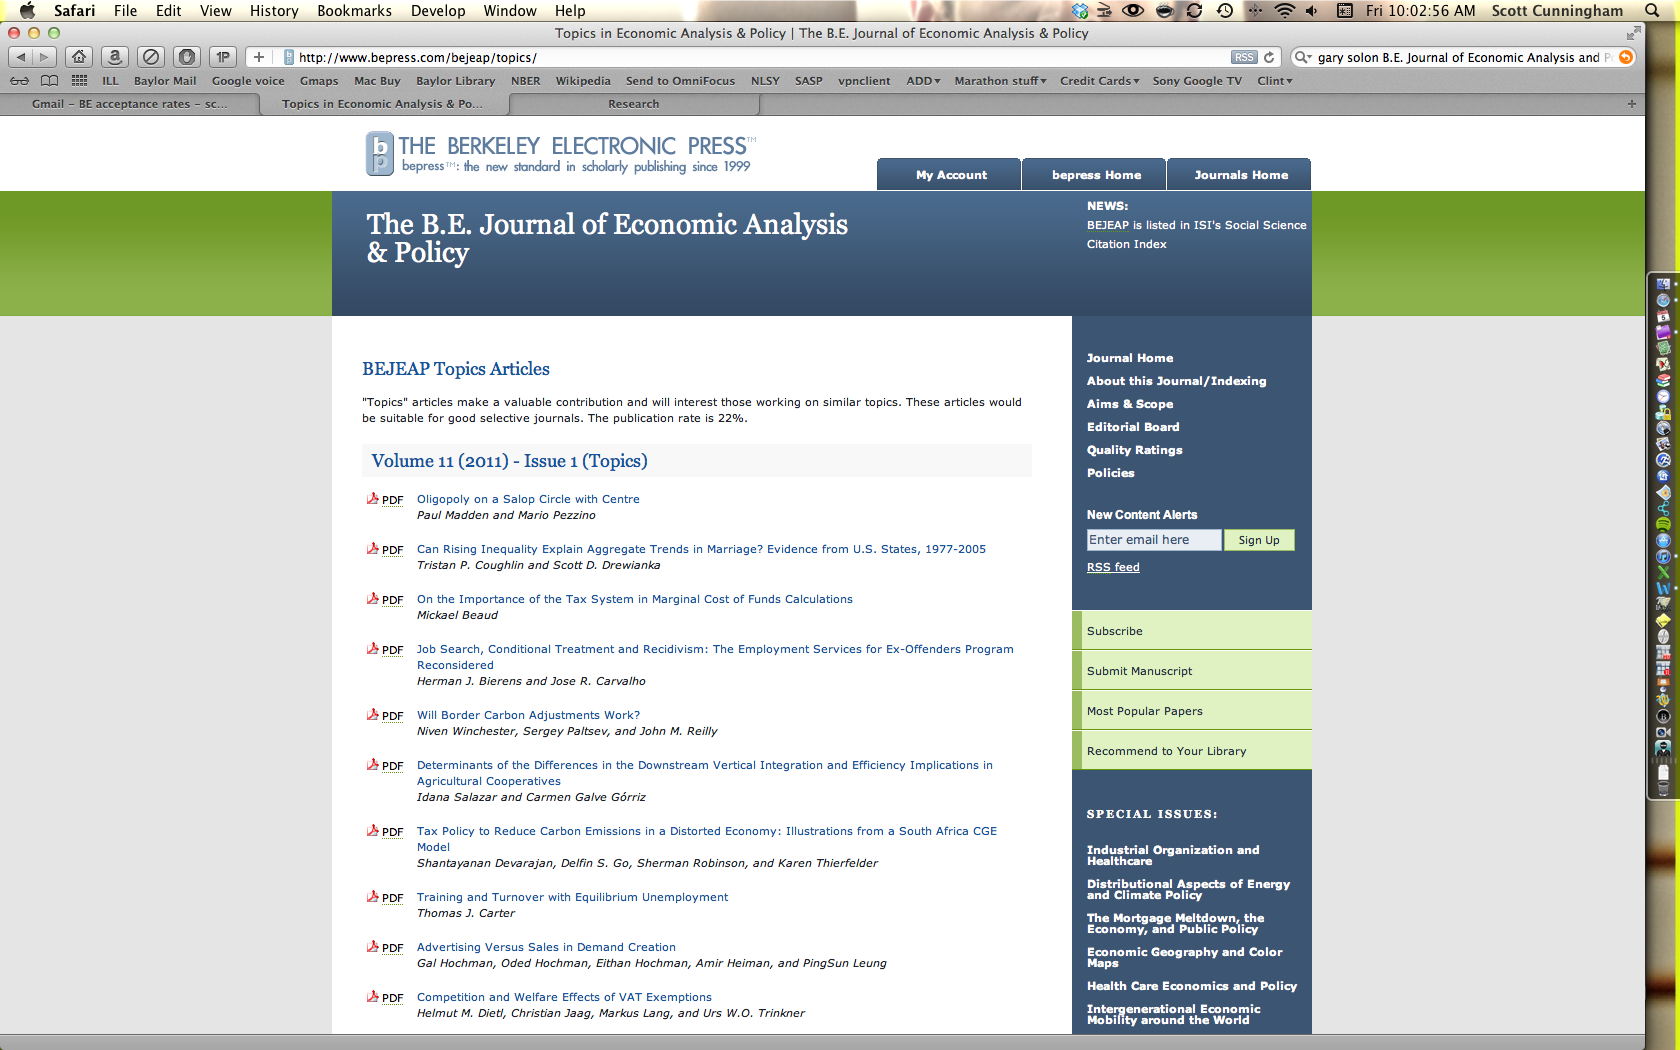 Safari File Edit View History Bookmarks Develop Window Help Fri 10:02:56 AM Scott Cunningham
Topics in Economic Analysis & Policy | The B.E. Journal of Economic Analysis & Policy
1P http://www.bepress.com/bejeap/topics/ RSS gary solon B.E. Journal of Economic Analysis and
ILL Baylor Mail Google voice Gmaps Mac Buy Baylor Library NBER Wikipedia Send to OmniFocus NLSY SASP vpnclient ADD Marathon stuff Credit Cards Sony Google TV Clint
Gmail - BE acceptance rates - sc... Topics in Economic Analysis & Po... Research
THE BERKELEY ELECTRONIC PRESS™
bepress™: the new standard in scholarly publishing since 1999
My Account bepress Home Journals Home
The B.E. Journal of Economic Analysis
& Policy
NEWS:
BEJEAP is listed in ISI's Social Science
Citation Index
BEJEAP Topics Articles
"Topics" articles make a valuable contribution and will interest those working on similar topics. These articles would
be suitable for good selective journals. The publication rate is 22%.
Volume 11 (2011) - Issue 1 (Topics)
PDF Oligopoly on a Salop Circle with Centre
Paul Madden and Mario Pezzino
PDF Can Rising Inequality Explain Aggregate Trends in Marriage? Evidence from U.S. States, 1977-2005
Tristan P. Coughlin and Scott D. Drewianka
PDF On the Importance of the Tax System in Marginal Cost of Funds Calculations
Mickael Beaud
PDF Job Search, Conditional Treatment and Recidivism: The Employment Services for Ex-Offenders Program
Reconsidered
Herman J. Bierens and Jose R. Carvalho
PDF Will Border Carbon Adjustments Work?
Niven Winchester, Sergey Paltsev, and John M. Reilly
PDF Determinants of the Differences in the Downstream Vertical Integration and Efficiency Implications in
Agricultural Cooperatives
Idana Salazar and Carmen Galve Górriz
PDF Tax Policy to Reduce Carbon Emissions in a Distorted Economy: Illustrations from a South Africa CGE
Model
Shantayanan Devarajan, Delfin S. Go, Sherman Robinson, and Karen Thierfelder
PDF Training and Turnover with Equilibrium Unemployment
Thomas J. Carter
PDF Advertising Versus Sales in Demand Creation
Gal Hochman, Oded Hochman, Eithan Hochman, Amir Heiman, and PingSun Leung
PDF Competition and Welfare Effects of VAT Exemptions
Helmut M. Dietl, Christian Jaag, Markus Lang, and Urs W.O. Trinkner
Journal Home
About this Journal/Indexing
Aims & Scope
Editorial Board
Quality Ratings
Policies
New Content Alerts
Enter email here Sign Up
RSS feed
Subscribe
Submit Manuscript
Most Popular Papers
Recommend to Your Library
SPECIAL ISSUES:
Industrial Organization and
Healthcare
Distributional Aspects of Energy
and Climate Policy
The Mortgage Meltdown, the
Economy, and Public Policy
Economic Geography and Color
Maps
Health Care Economics and Policy
Intergenerational Economic
Mobility around the World